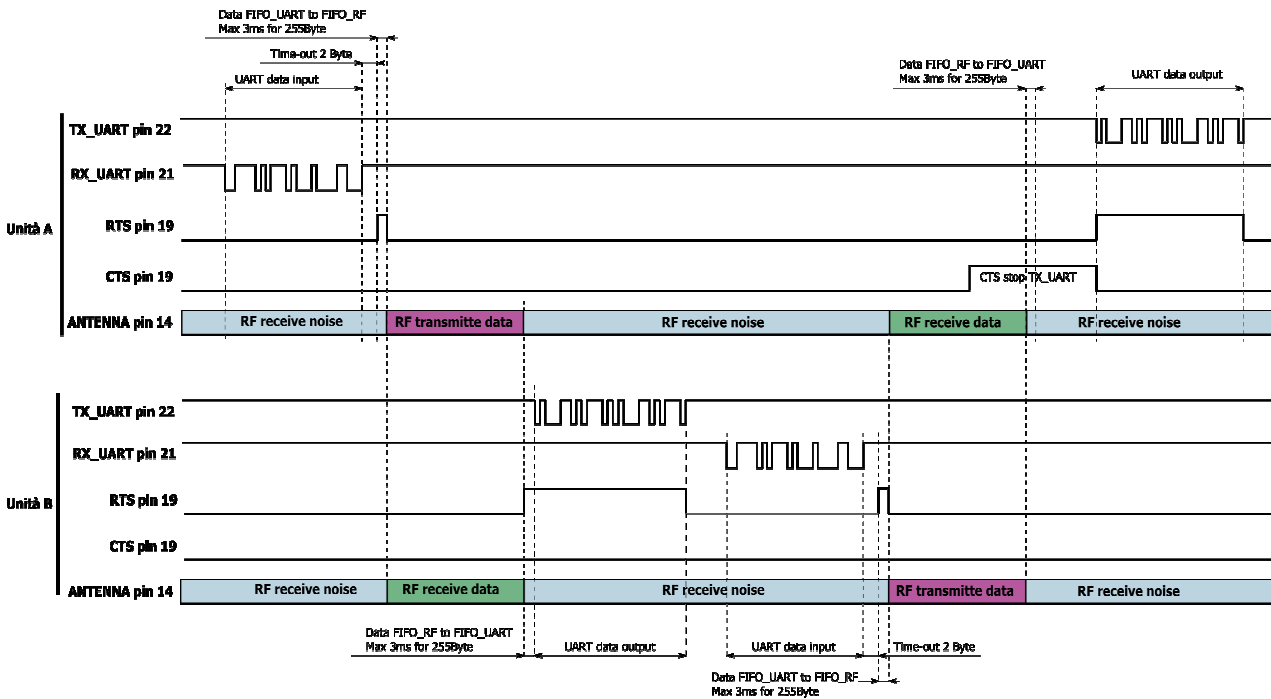 Data FIFO_UART to FIFO_RF
Max 3ms for 255Byte
Time-out 2 Byte
UART data input
Data FIFO_RF to FIFO_UART
Max 3ms for 255Byte
UART data output
Unità A
TX_UART pin 22
RX_UART pin 21
RTS pin 19
CTS pin 19
CTS stop TX_UART
ANTENNA pin 14
RF receive noise
RF transmitte data
RF receive noise
RF receive data
RF receive noise
Unità B
TX_UART pin 22
RX_UART pin 21
RTS pin 19
CTS pin 19
ANTENNA pin 14
RF receive noise
RF receive data
RF receive noise
RF transmitte data
RF receive noise
Data FIFO_RF to FIFO_UART
Max 3ms for 255Byte
UART data output
UART data input
Time-out 2 Byte
Data FIFO_UART to FIFO_RF
Max 3ms for 255Byte